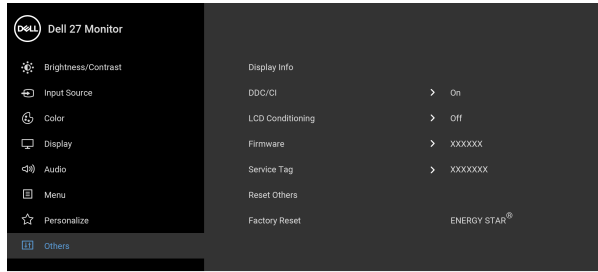 DELL Dell 27 Monitor
Brightness/Contrast Display Info
Input Source DDC/CI On
Color LCD Conditioning Off
Display Firmware XXXXXX
Audio Service Tag XXXXXXX
Menu Reset Others
Personalize Factory Reset ENERGY STAR®
Others